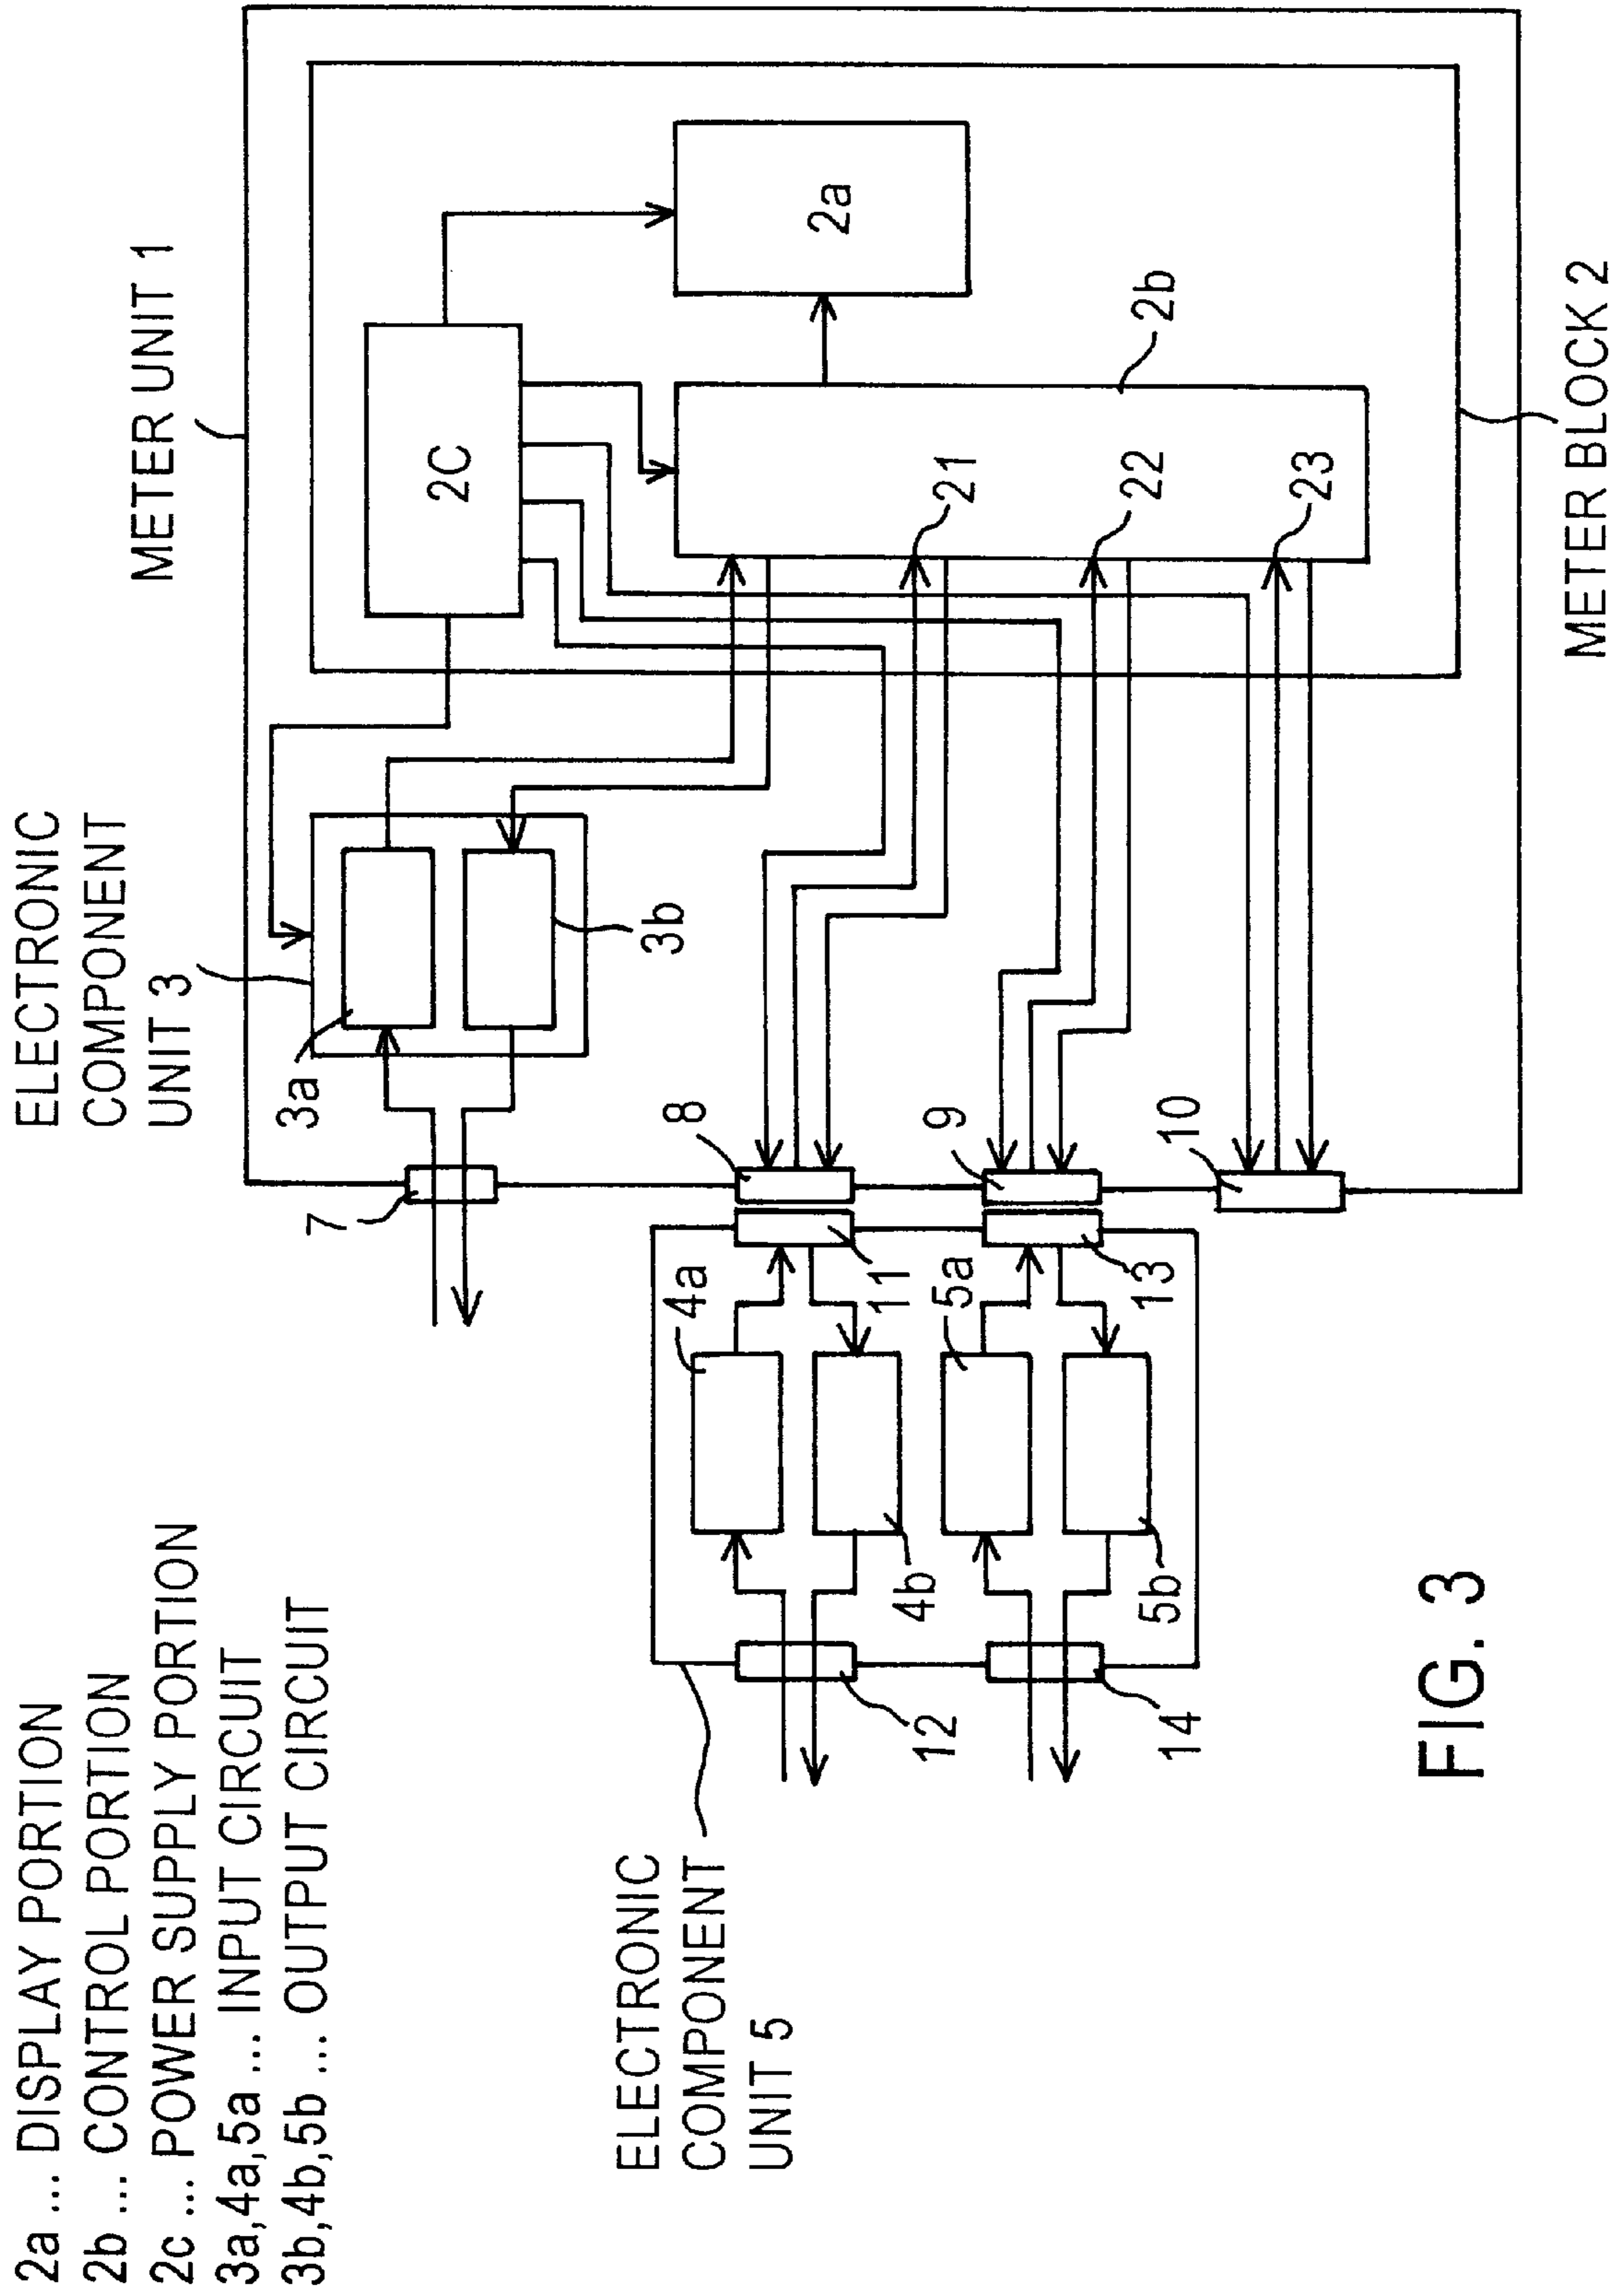 2a ... DISPLAY PORTION
2b ... CONTROL PORTION
2c ... POWER SUPPLY PORTION
3a,4a,5a ... INPUT CIRCUIT
3b,4b,5b ... OUTPUT CIRCUIT
ELECTRONIC
COMPONENT
UNIT 3
METER UNIT 1
3a
3b
2C
2a
2b
21
22
23
7
8
9
10
11
13
4a
4b
5a
5b
12
14
ELECTRONIC
COMPONENT
UNIT 5
METER BLOCK 2
FIG. 3